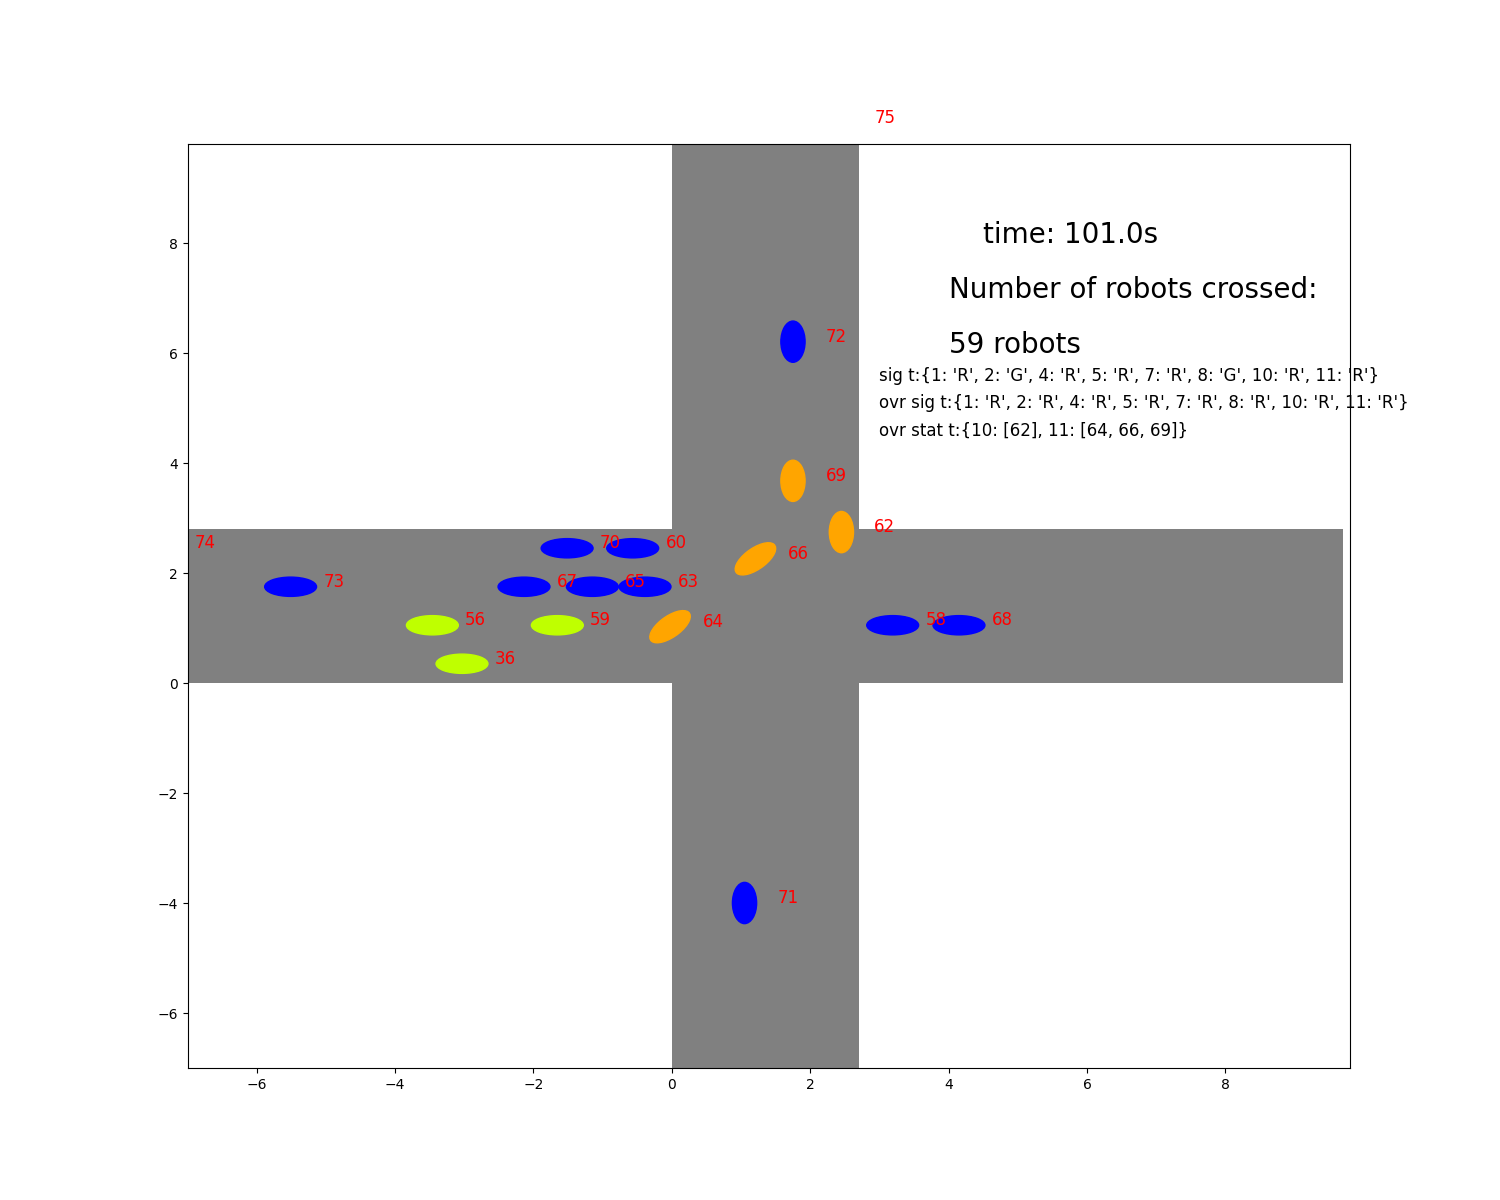 75
time: 101.0s
Number of robots crossed:
72
59 robots
sig t:{1: 'R', 2: 'G', 4: 'R', 5: 'R', 7: 'R', 8: 'G', 10: 'R', 11: 'R'}
ovr sig t:{1: 'R', 2: 'R', 4: 'R', 5: 'R', 7: 'R', 8: 'R', 10: 'R', 11: 'R'}
ovr stat t:{10: [62], 11: [64, 66, 69]}
69
62
74 70 60 66
73 67 65 63
56 59 64 58 68
36
71
8
6
4
2
0
−2
−4
−6
−6 −4 −2 0 2 4 6 8